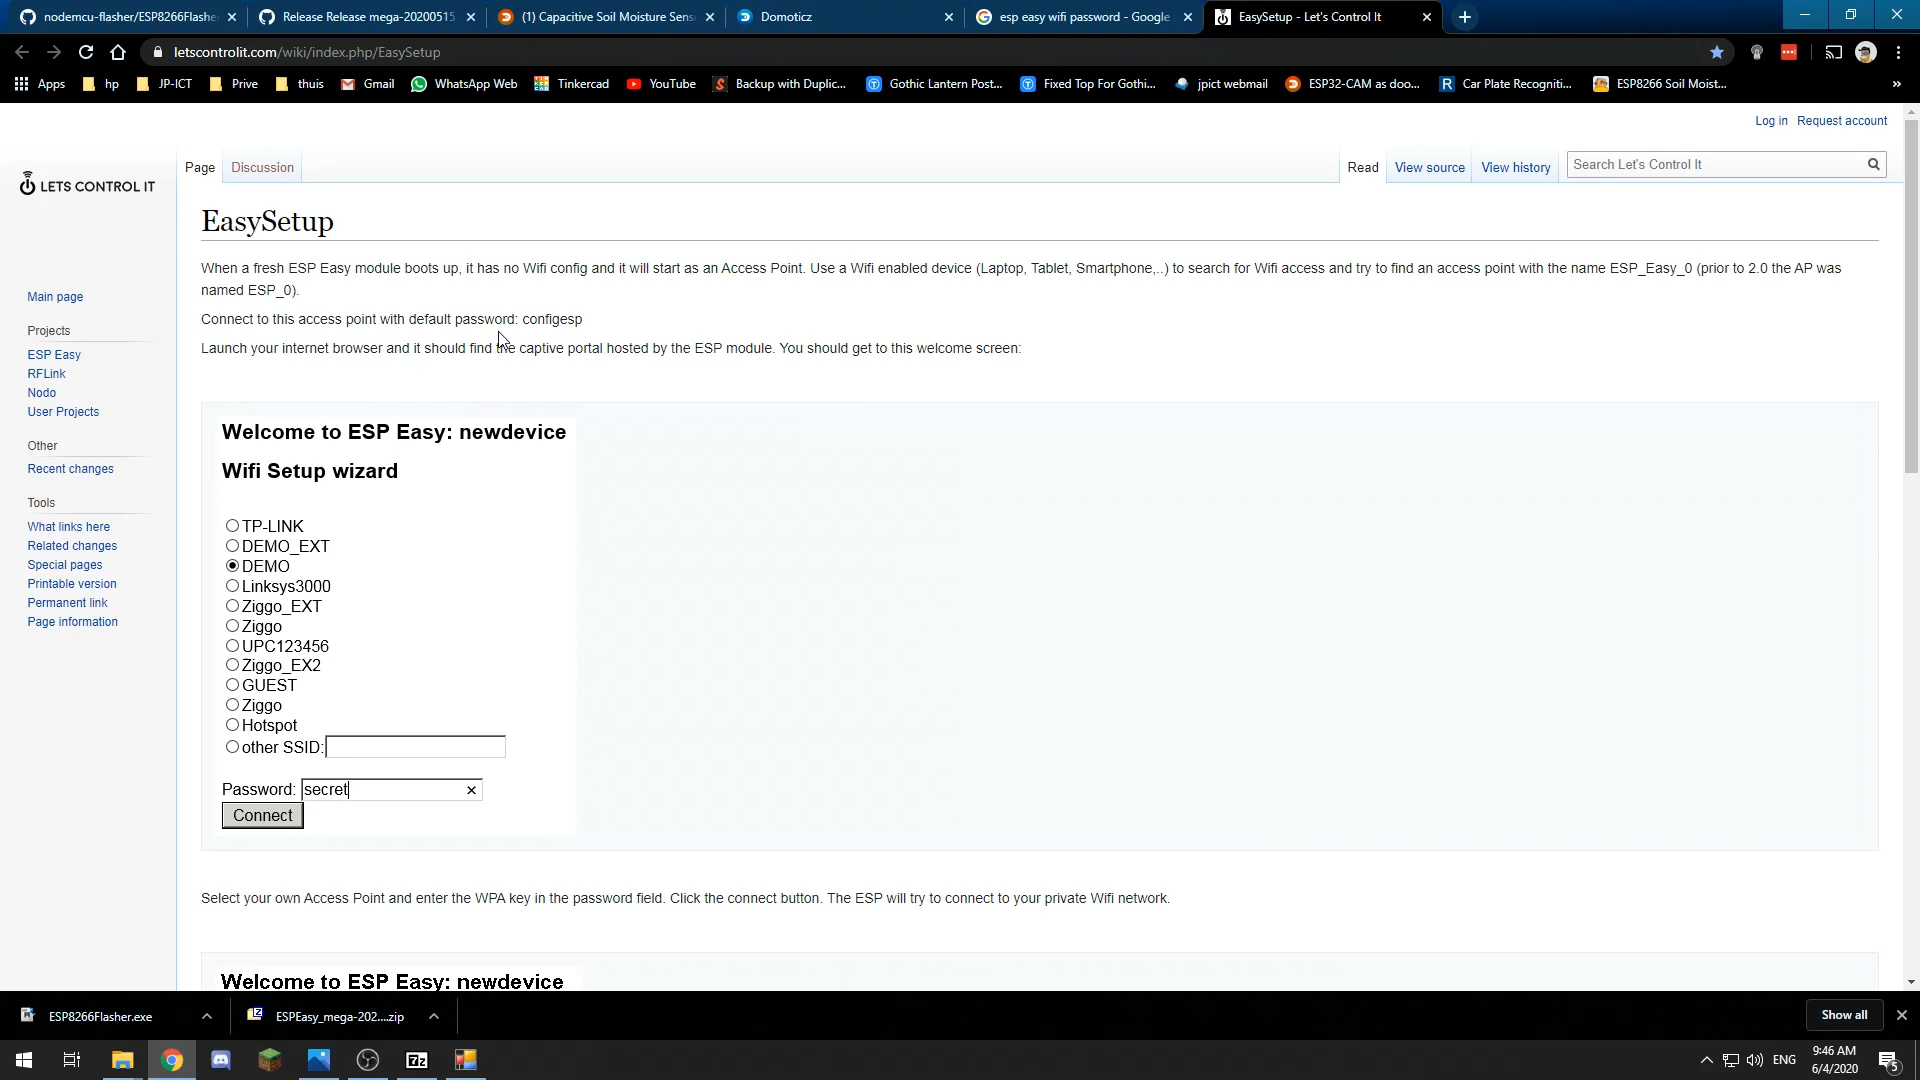 nodemcu-flasher/ESP8266Flasher
Release Release mega-20200515
(1) Capacitive Soil Moisture Sens
Domoticz
esp easy wifi password - Google
EasySetup - Let's Control It
letscontrolit.com/wiki/index.php/EasySetup
Apps
hp
JP-ICT
Prive
thuis
Gmail
WhatsApp Web
Tinkercad
YouTube
Backup with Duplic...
Gothic Lantern Post...
Fixed Top For Gothi...
jpict webmail
ESP32-CAM as doo...
Car Plate Recogniti...
ESP8266 Soil Moist...
»
Log in Request account
LETS CONTROL IT
Page
Discussion
Read
View source
View history
Search Let's Control It
EasySetup
When a fresh ESP Easy module boots up, it has no Wifi config and it will start as an Access Point. Use a Wifi enabled device (Laptop, Tablet, Smartphone,..) to search for Wifi access and try to find an access point with the name ESP_Easy_0 (prior to 2.0 the AP was
named ESP_0).
Connect to this access point with default password: configesp
Launch your internet browser and it should find the captive portal hosted by the ESP module. You should get to this welcome screen:
Main page
Projects
ESP Easy
RFLink
Nodo
User Projects
Other
Recent changes
Tools
What links here
Related changes
Special pages
Printable version
Permanent link
Page information
Welcome to ESP Easy: newdevice
Wifi Setup wizard
TP-LINK
DEMO_EXT
DEMO
Linksys3000
Ziggo_EXT
Ziggo
UPC123456
Ziggo_EX2
GUEST
Ziggo
Hotspot
other SSID:
Password: secret
Connect
Select your own Access Point and enter the WPA key in the password field. Click the connect button. The ESP will try to connect to your private Wifi network.
Welcome to ESP Easy: newdevice
ESP8266Flasher.exe
ESPEasy_mega-202....zip
Show all
7z
ENG
9:46 AM
6/4/2020
5